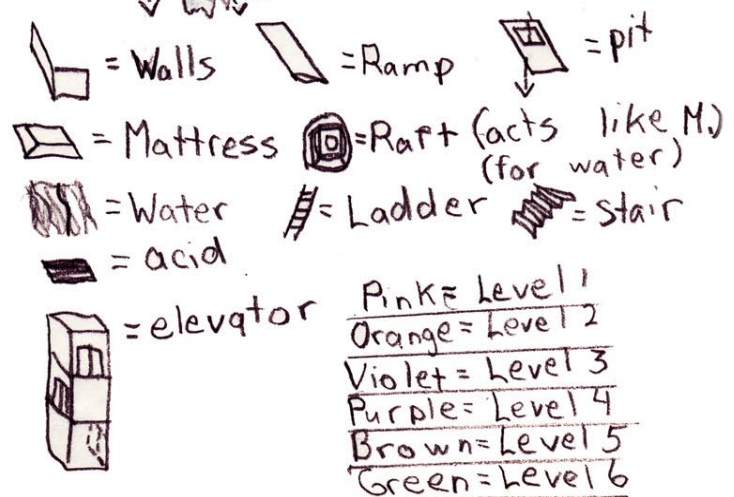 = Walls
= Ramp
= pit
= Mattress
= Raft (acts like M.)
(for water)
= Water
= Ladder
= Stair
= acid
= elevator
Pink = Level 1
Orange = Level 2
Violet = Level 3
Purple = Level 4
Brown = Level 5
Green = Level 6